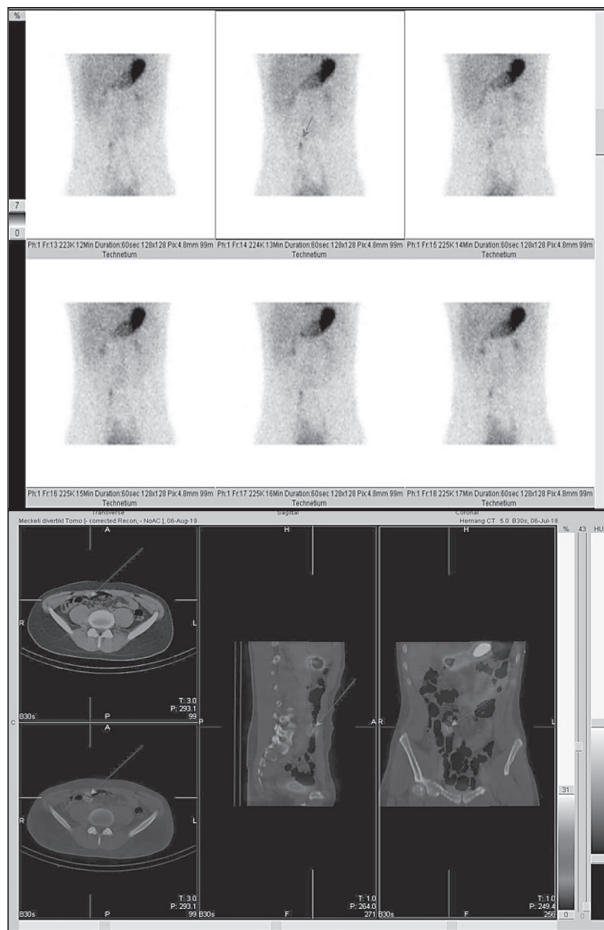 %
7
0
Ph:1 Fr:13 223K 12Min Duration:60sec 128x128 Pix:4.8mm 99m Technetium
Ph:1 Fr:14 224K 13Min Duration:60sec 128x128 Pix:4.8mm 99m Technetium
Ph:1 Fr:15 225K 14Min Duration:60sec 128x128 Pix:4.8mm 99m Technetium
Ph:1 Fr:16 225K 15Min Duration:60sec 128x128 Pix:4.8mm 99m Technetium
Ph:1 Fr:17 225K 16Min Duration:60sec 128x128 Pix:4.8mm 99m Technetium
Ph:1 Fr:18 225K 17Min Duration:60sec 128x128 Pix:4.8mm 99m Technetium
Transverse
Sagittal
Coronal
Meckeli divertikl Tomo [- corrected Recon, - NoAC ], 06-Aug-19
Hernang CT 5.0 B30s, 06-Jul-18
% 43 HU
A
R
L
T: 3.0
P: 293.1
B30s
P
99
A
R
L
T: 3.0
P: 293.1
B30s
P
99
H
P
A
T: 1.0
P: 264.0
B30s
F
271
H
R
L
T: 1.0
P: 249.4
B30s
F
256
C
31
0
0